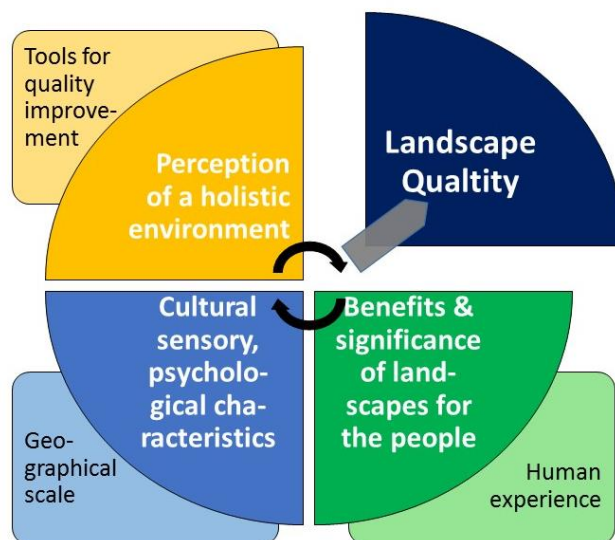 Tools for
quality
improve-
ment
Perception
of a holistic
environment
Landscape
Qualtity
Cultural
sensory,
psycholo-
gical cha-
racteristics
Benefits &
significance
of land-
scapes for
the people
Geo-
graphical
scale
Human
experience